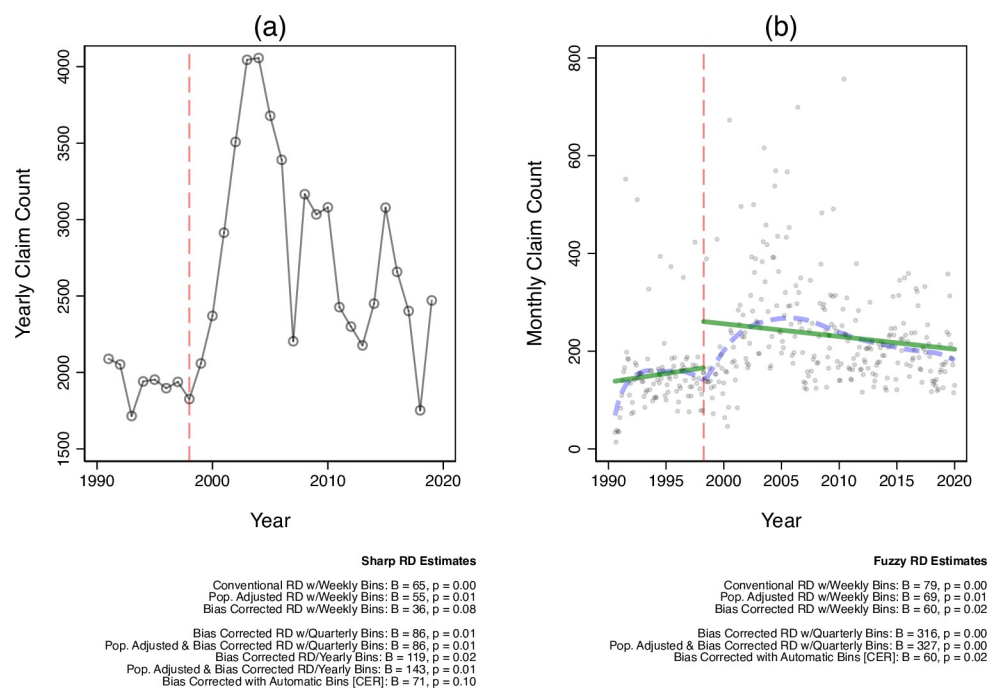 (a)
Yearly Claim Count
4000
3500
3000
2500
2000
1500
1990
2000
2010
2020
Year
Sharp RD Estimates
Conventional RD w/Weekly Bins: B = 65, p = 0.00
Pop. Adjusted RD w/Weekly Bins: B = 55, p = 0.01
Bias Corrected RD w/Weekly Bins: B = 36, p = 0.08
Bias Corrected RD w/Quarterly Bins: B = 86, p = 0.01
Pop. Adjusted & Bias Corrected RD w/Quarterly Bins: B = 86, p = 0.01
Bias Corrected RD/Yearly Bins: B = 119, p = 0.02
Pop. Adjusted & Bias Corrected RD/Yearly Bins: B = 143, p = 0.01
Bias Corrected with Automatic Bins [CER]: B = 71, p = 0.10
(b)
Monthly Claim Count
800
600
400
200
0
1990
1995
2000
2005
2010
2015
2020
Year
Fuzzy RD Estimates
Conventional RD w/Weekly Bins: B = 79, p = 0.00
Pop. Adjusted RD w/Weekly Bins: B = 69, p = 0.01
Bias Corrected RD w/Weekly Bins: B = 60, p = 0.02
Bias Corrected RD w/Quarterly Bins: B = 316, p = 0.00
Pop. Adjusted & Bias Corrected RD w/Quarterly Bins: B = 327, p = 0.00
Bias Corrected with Automatic Bins [CER]: B = 60, p = 0.02